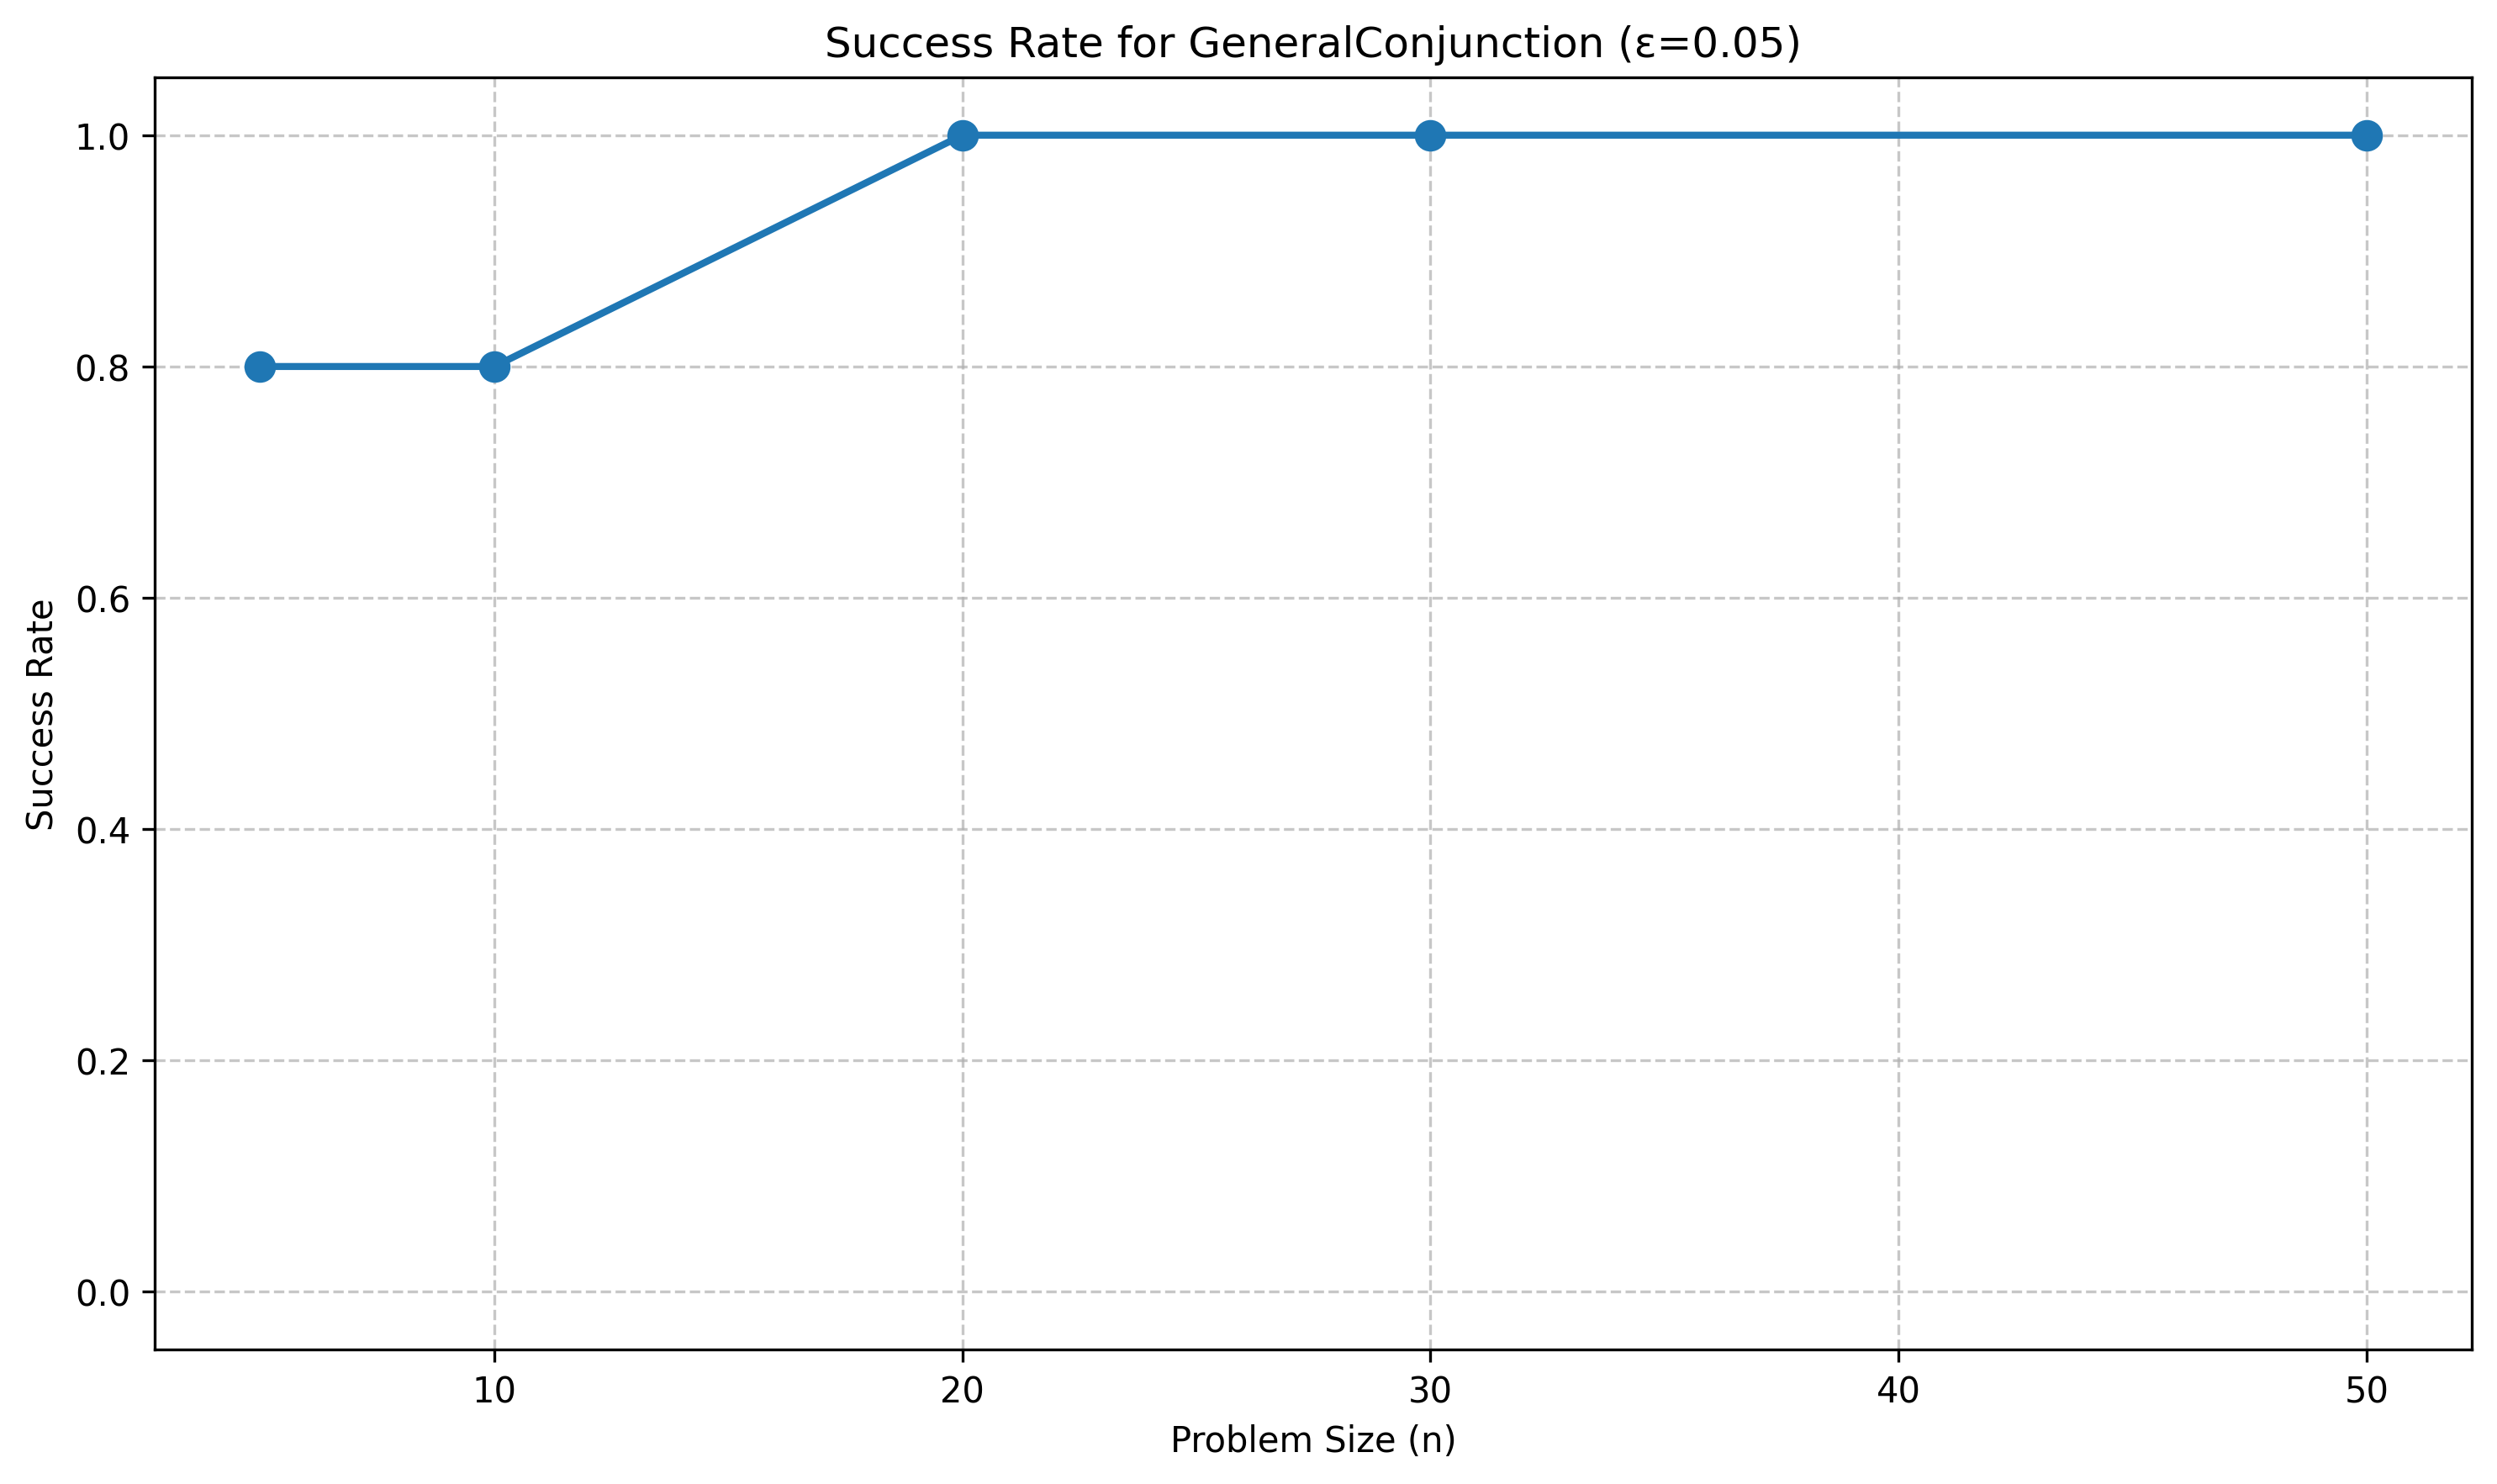 Success Rate for GeneralConjunction (ε=0.05)
Success Rate
1.0
0.8
0.6
0.4
0.2
0.0
10 20 30 40 50
Problem Size (n)